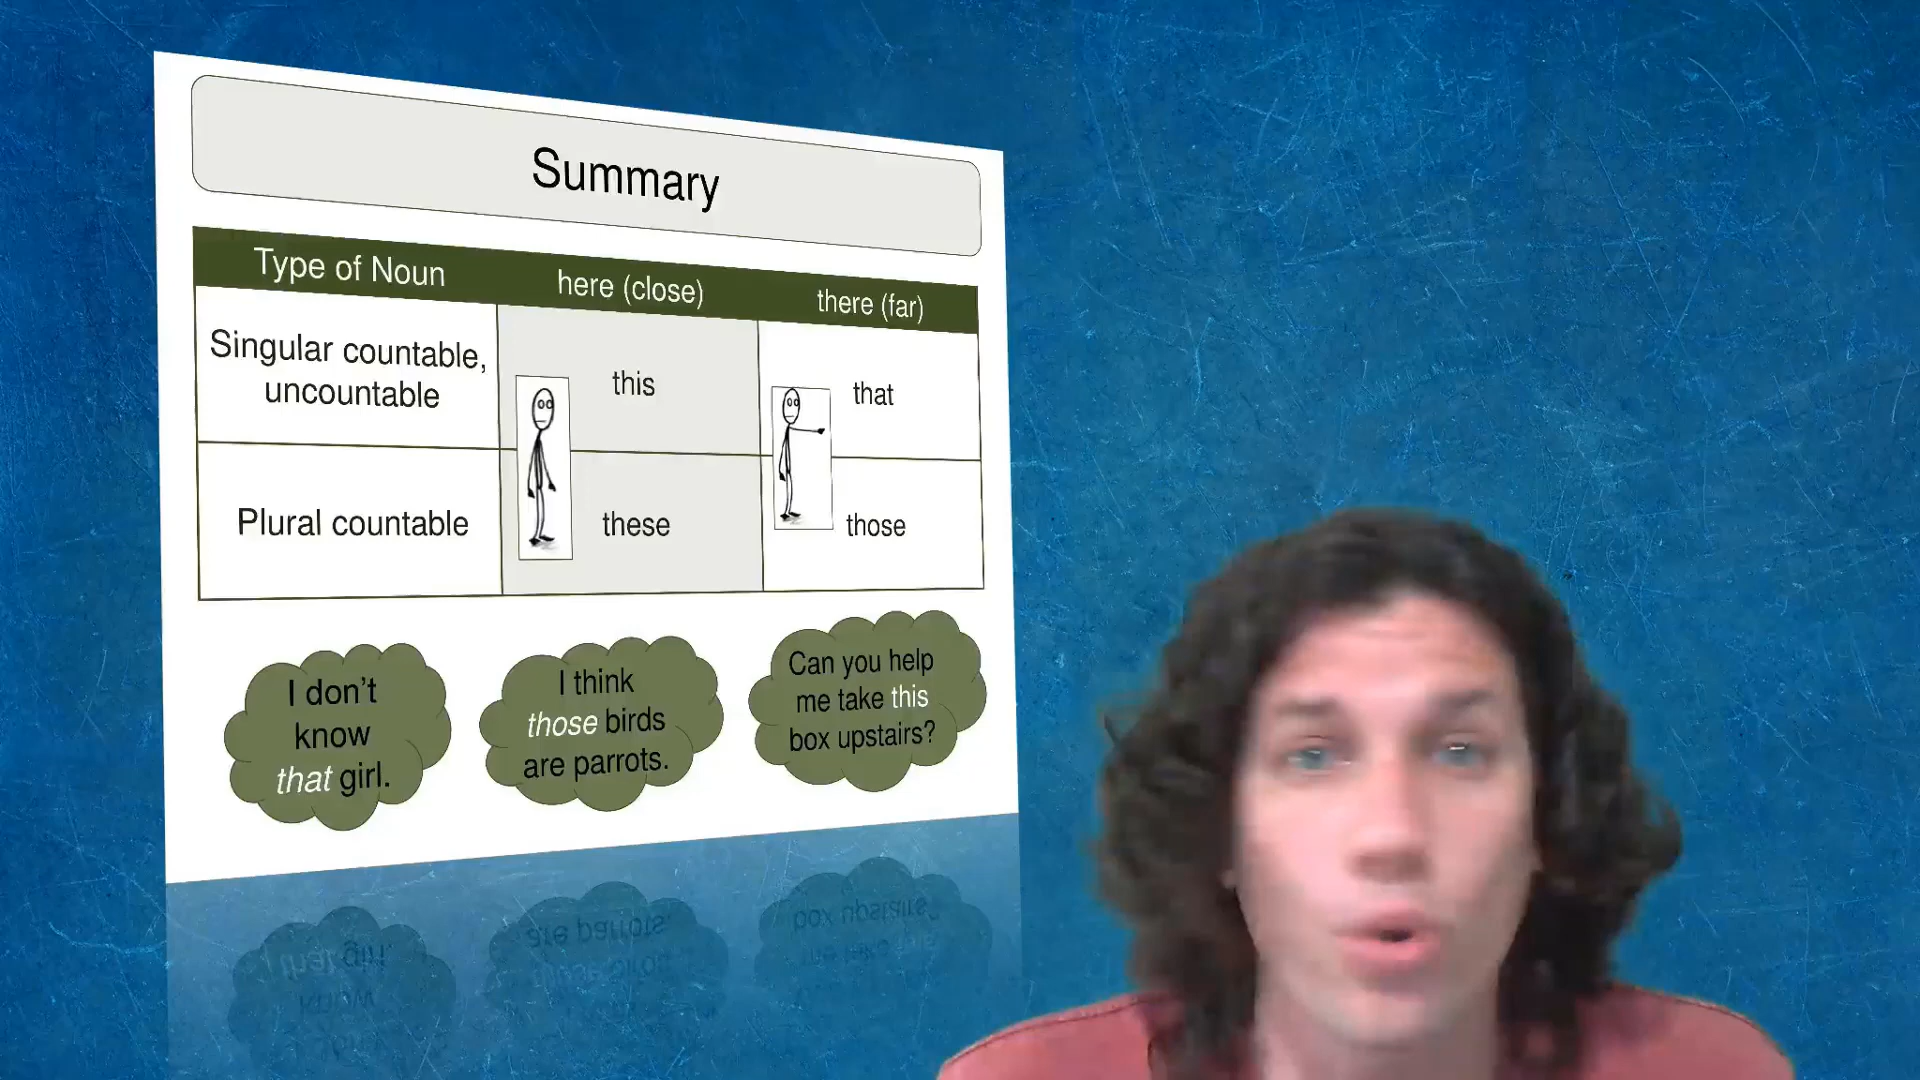 Summary
Type of Noun
here (close)
there (far)
Singular countable,
uncountable
this
that
Plural countable
these
those
I don't
know
that girl.
I think
those birds
are parrots.
Can you help
me take this
box upstairs?